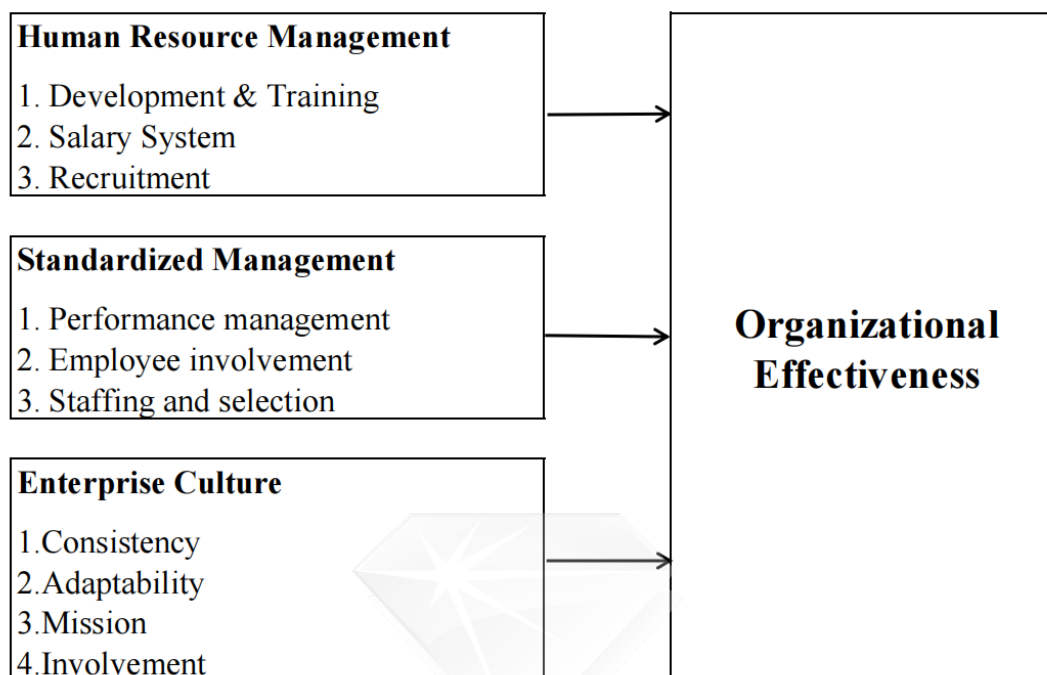 Human Resource Management
1. Development & Training
2. Salary System
3. Recruitment
Standardized Management
1. Performance management
2. Employee involvement
3. Staffing and selection
Enterprise Culture
1.Consistency
2.Adaptability
3.Mission
4.Involvement
Organizational
Effectiveness